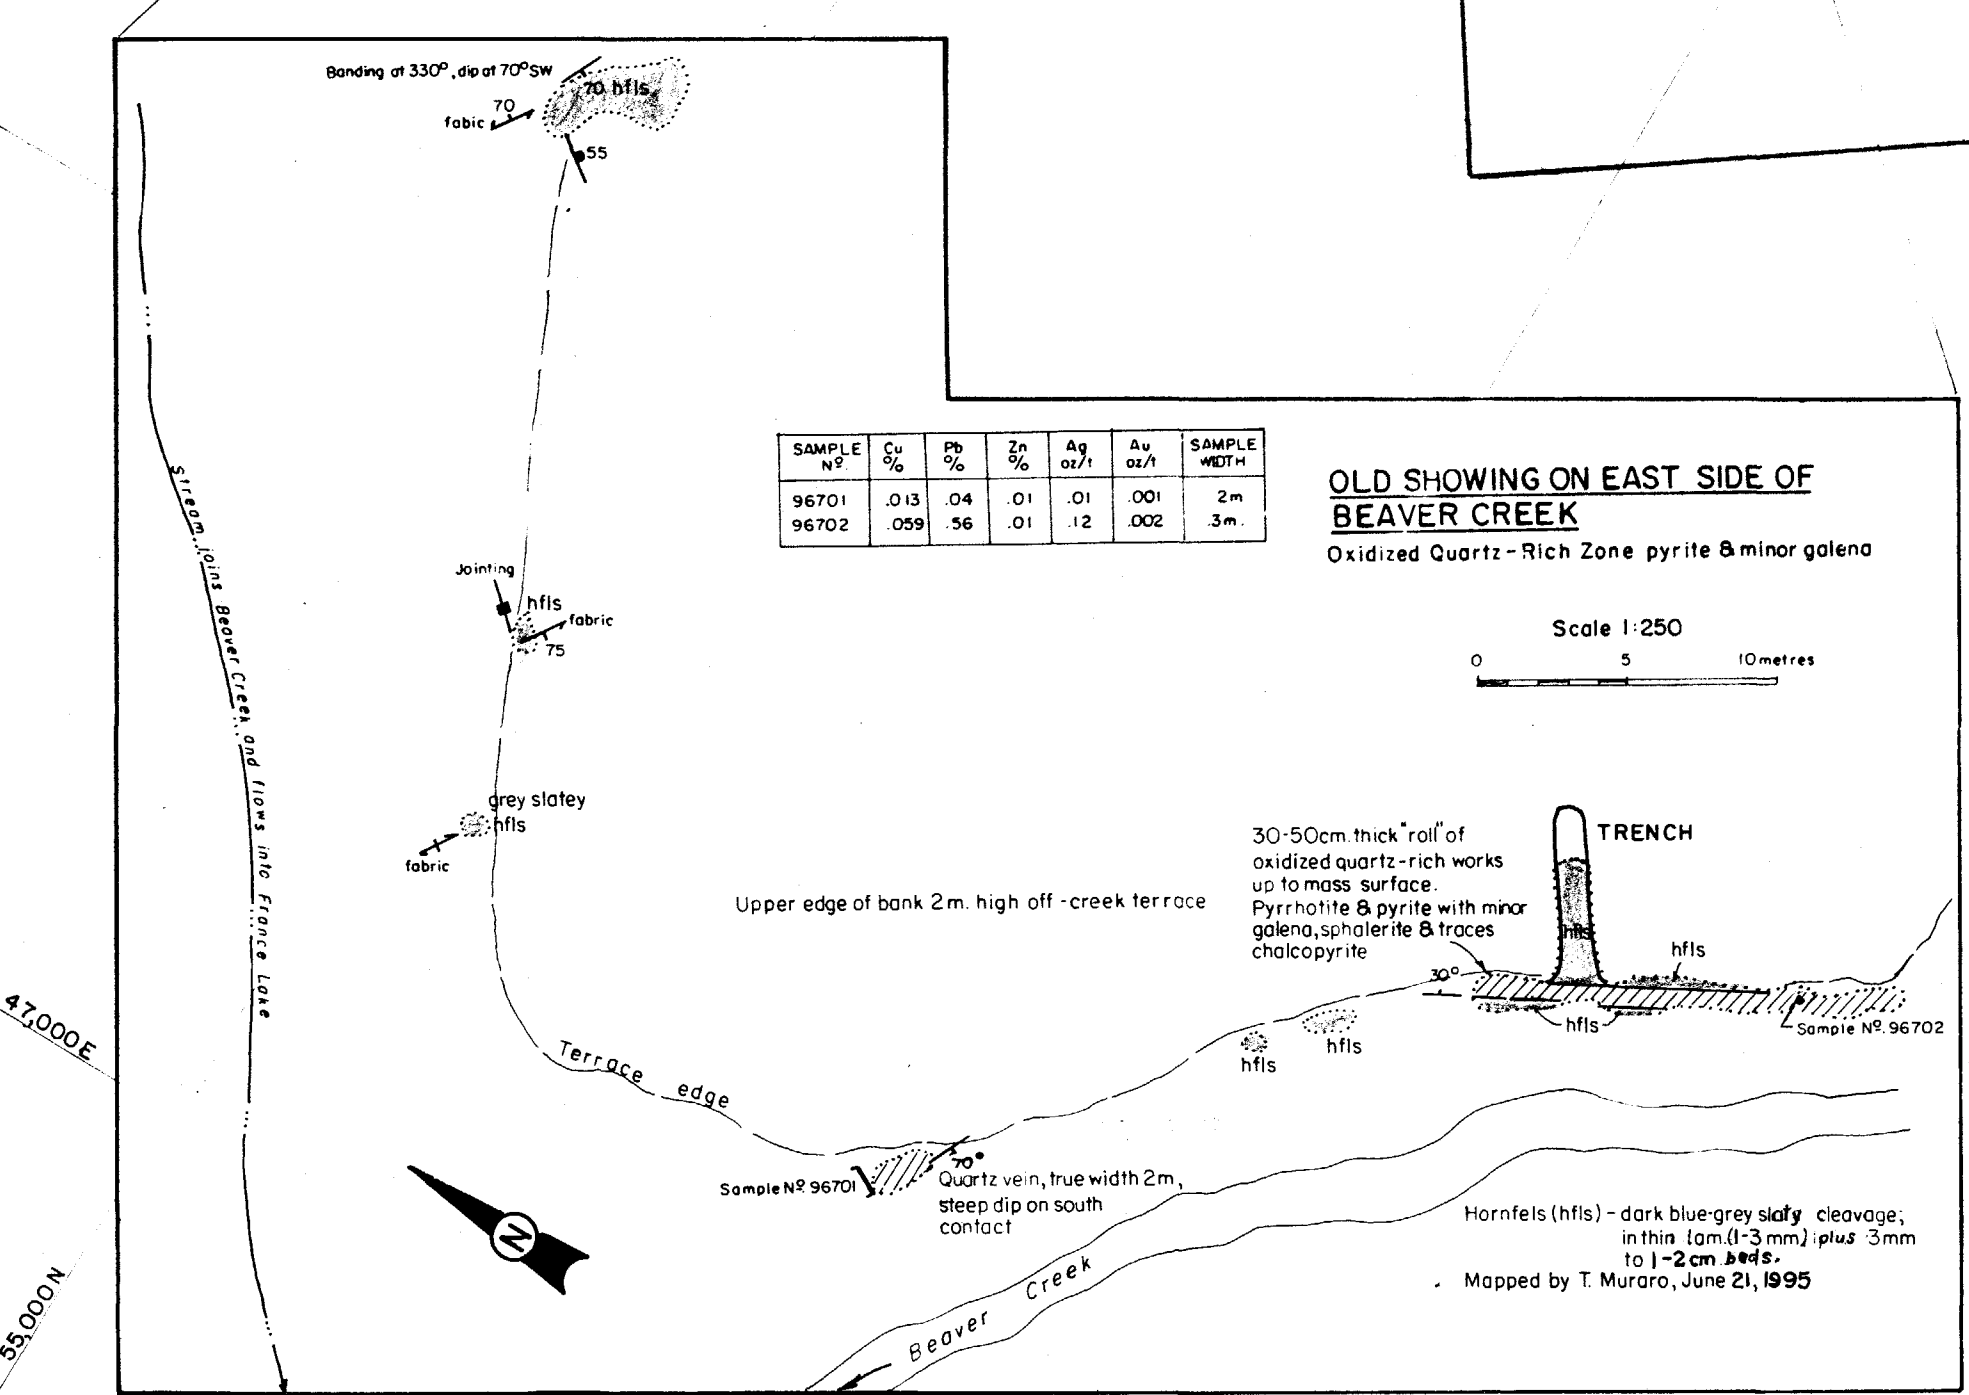 Banding at 330°, dip at 70° SW
70 hfls
70
fabic
55
SAMPLE Nº. Cu % Pb % Zn % Ag oz/t Au oz/t SAMPLE WIDTH
96701 .013 .04 .01 .01 .001 2m
96702 .059 .56 .01 .12 .002 .3m.
OLD SHOWING ON EAST SIDE OF
BEAVER CREEK
Oxidized Quartz-Rich Zone pyrite & minor galena
Scale 1:250
0 5 10 metres
Stream joins Beaver Creek and flows into France Lake
Jointing
hfls
fabric
75
grey slatey
hfls
fabric
Upper edge of bank 2m. high off-creek terrace
30-50cm. thick "roll" of
oxidized quartz-rich works
up to mass surface.
Pyrrhotite & pyrite with minor
galena, sphalerite & traces
chalcopyrite
TRENCH
hfls
hfls
30°
hfls
Sample Nº. 96702
hfls
hfls
47,000 E
Terrace edge
70°
Sample Nº. 96701
Quartz vein, true width 2m,
steep dip on south
contact
N
Beaver Creek
Hornfels (hfls) - dark blue-grey slaty cleavage;
in thin lam. (1-3 mm) plus 3mm
to 1-2 cm beds.
Mapped by T. Muraro, June 21, 1995
55,000 N